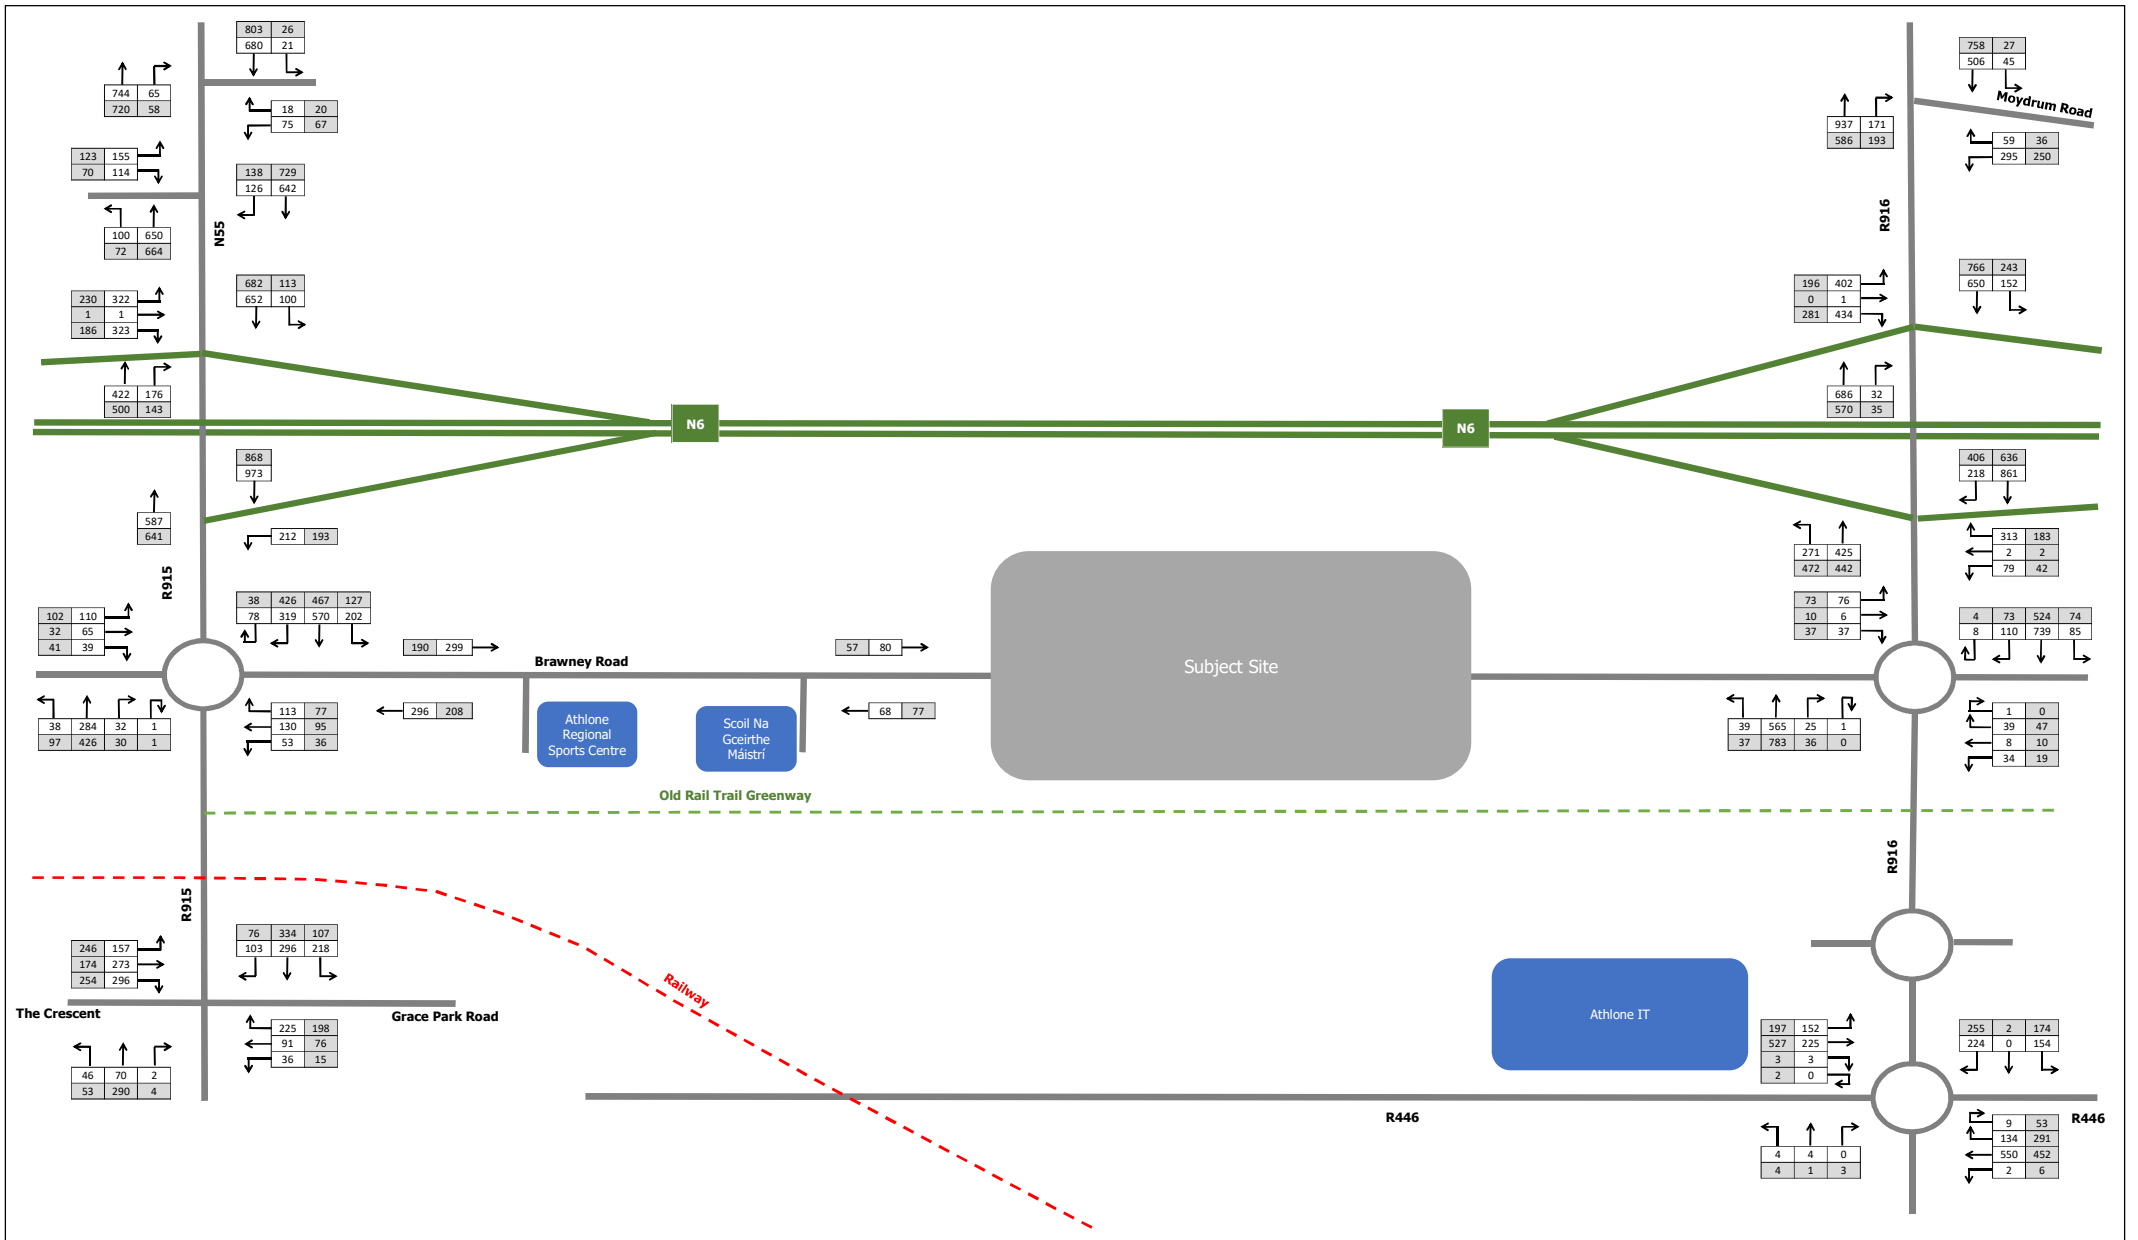 803 26
680 21
758 27
506 45
744 65
720 58
18 20
75 67
Moydrum Road
937 171
586 193
59 36
295 250
123 155
70 114
138 729
126 642
100 650
72 664
N55
R916
682 113
652 100
230 322
1 1
186 323
766 243
650 152
196 402
0 1
281 434
422 176
500 143
686 32
570 35
N6
N6
868
973
406 636
218 861
587
641
212 193
271 425
472 442
313 183
2 2
79 42
R915
38 426 467 127
78 319 570 202
102 110
32 65
41 39
190 299
57 80
73 76
10 6
37 37
4 73 524 74
8 110 739 85
Brawney Road
Subject Site
38 284 32 1
97 426 30 1
113 77
130 95
53 36
296 208
68 77
Athlone
Regional
Sports Centre
Scoil Na
Gceirthe
Máistrí
39 565 25 1
37 783 36 0
1 0
39 47
8 10
34 19
Old Rail Trail Greenway
R916
R915
76 334 107
103 296 218
246 157
174 273
254 296
Railway
The Crescent
Grace Park Road
Athlone IT
225 198
91 76
36 15
46 70 2
53 290 4
197 152
527 225
3 3
2 0
255 2 174
224 0 154
R446
R446
4 4 0
4 1 3
9 53
134 291
550 452
2 6